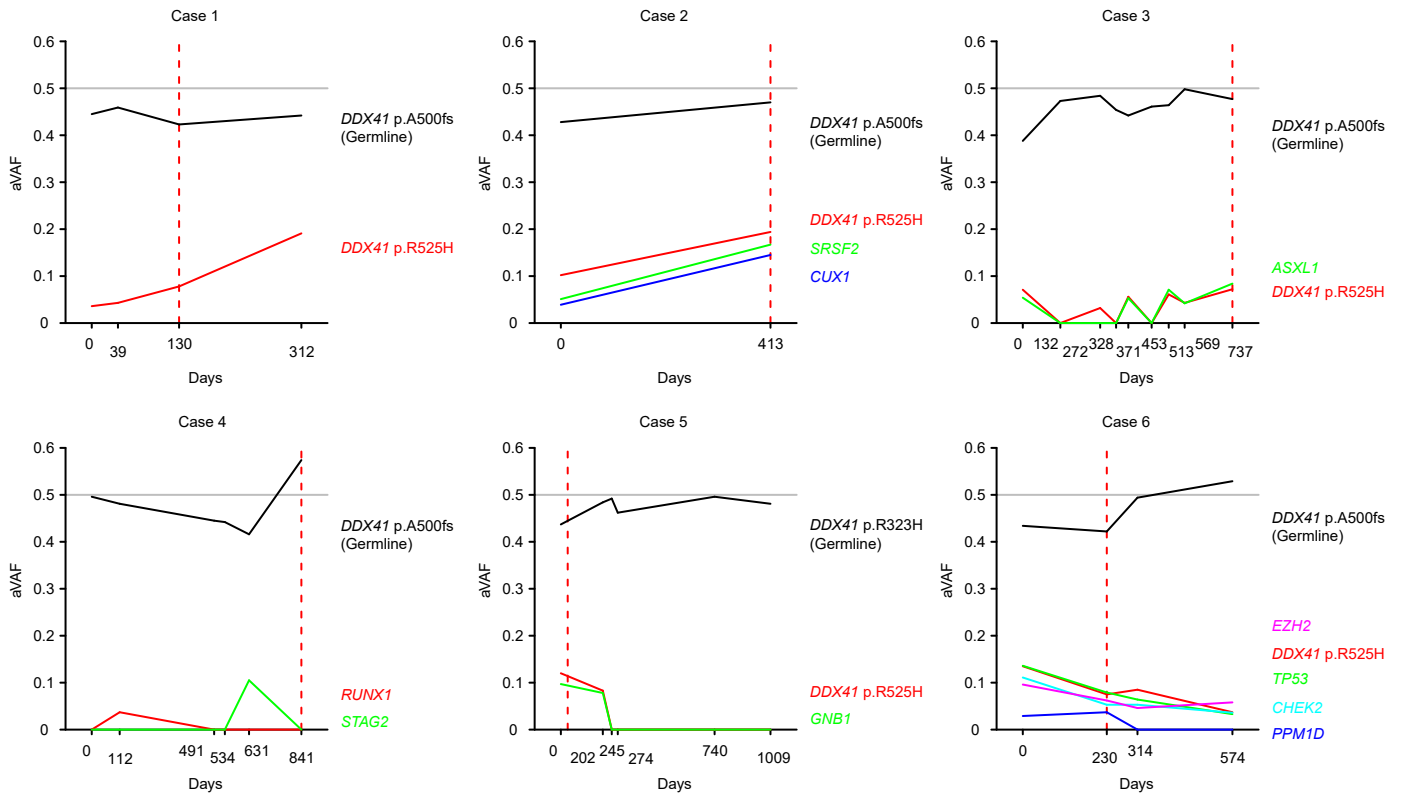 Case 1
0.6
0.5
0.4
0.3
0.2
0.1
0
aVAF
0
39
130
312
Days
DDX41 p.A500fs
(Germline)
DDX41 p.R525H
Case 2
0.6
0.5
0.4
0.3
0.2
0.1
0
aVAF
0
413
Days
DDX41 p.A500fs
(Germline)
DDX41 p.R525H
SRSF2
CUX1
Case 3
0.6
0.5
0.4
0.3
0.2
0.1
0
aVAF
0
132
272
328
371
453
513
569
737
Days
DDX41 p.A500fs
(Germline)
ASXL1
DDX41 p.R525H
Case 4
0.6
0.5
0.4
0.3
0.2
0.1
0
aVAF
0
112
491
534
631
841
Days
DDX41 p.A500fs
(Germline)
RUNX1
STAG2
Case 5
0.6
0.5
0.4
0.3
0.2
0.1
0
aVAF
0
202
245
274
740
1009
Days
DDX41 p.R323H
(Germline)
DDX41 p.R525H
GNB1
Case 6
0.6
0.5
0.4
0.3
0.2
0.1
0
aVAF
0
230
314
574
Days
DDX41 p.A500fs
(Germline)
EZH2
DDX41 p.R525H
TP53
CHEK2
PPM1D